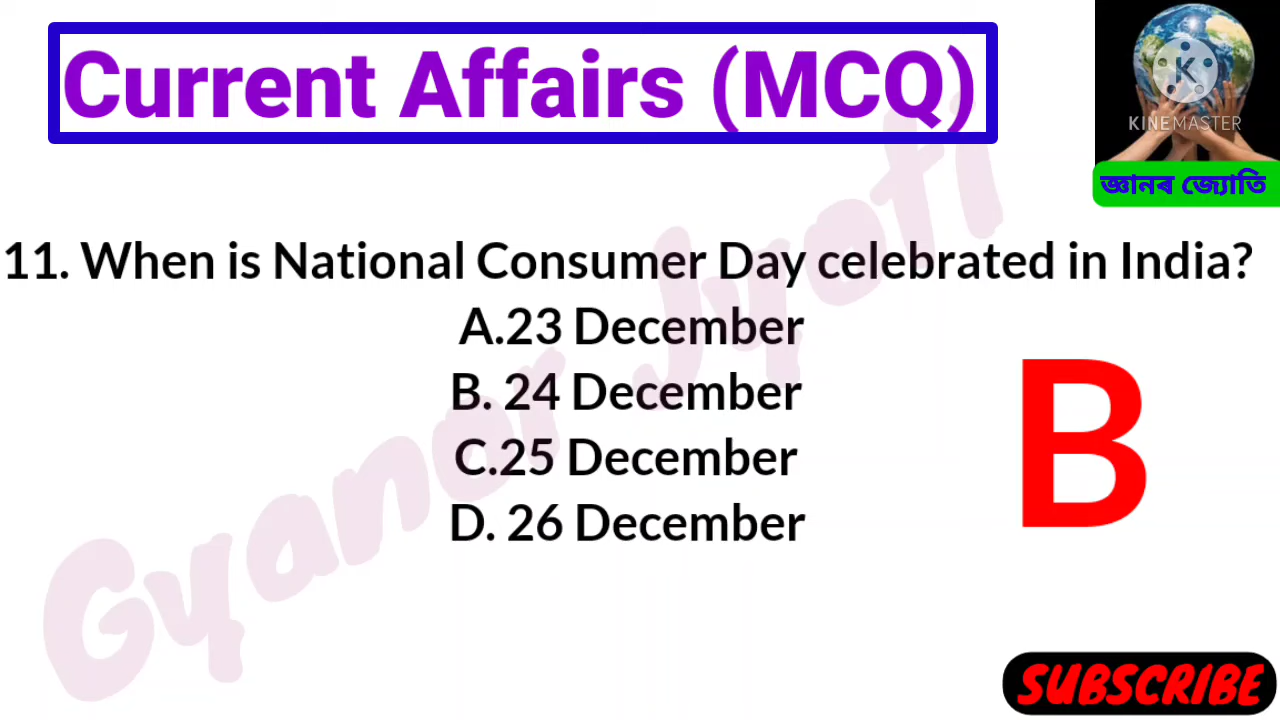 Current Affairs (MCQ)
K
KINEMASTER
জ্ঞানৰ জ্যোতি
11. When is National Consumer Day celebrated in India?
A.23 December
B. 24 December
C.25 December
D. 26 December
B
Gyanor Jyoti
SUBSCRIBE